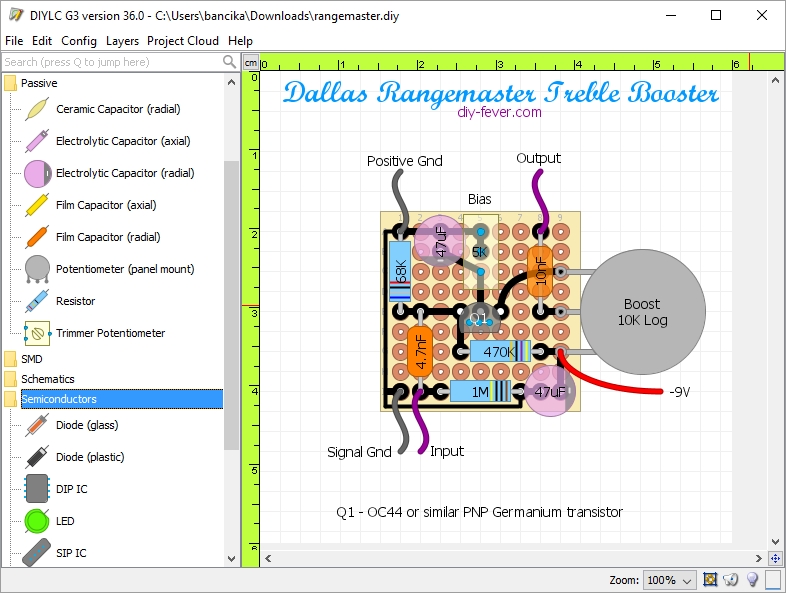 DIYLC G3 version 36.0 - C:\Users\bancika\Downloads\rangemaster.diy
File Edit Config Layers Project Cloud Help
Search (press Q to jump here)
Passive
Ceramic Capacitor (radial)
Electrolytic Capacitor (axial)
Electrolytic Capacitor (radial)
Film Capacitor (axial)
Film Capacitor (radial)
Potentiometer (panel mount)
Resistor
Trimmer Potentiometer
SMD
Schematics
Semiconductors
Diode (glass)
Diode (plastic)
DIP IC
LED
SIP IC
cm
0 1 2 3 4 5 6
0
1
2
3
4
5
6
Dallas Rangemaster Treble Booster
diy-fever.com
Positive Gnd
Output
Bias
47uF
5K
68K
10nF
Q1
Boost
10K Log
4.7nF
470K
1M
47uF
-9V
Signal Gnd
Input
Q1 - OC44 or similar PNP Germanium transistor
Zoom: 100%